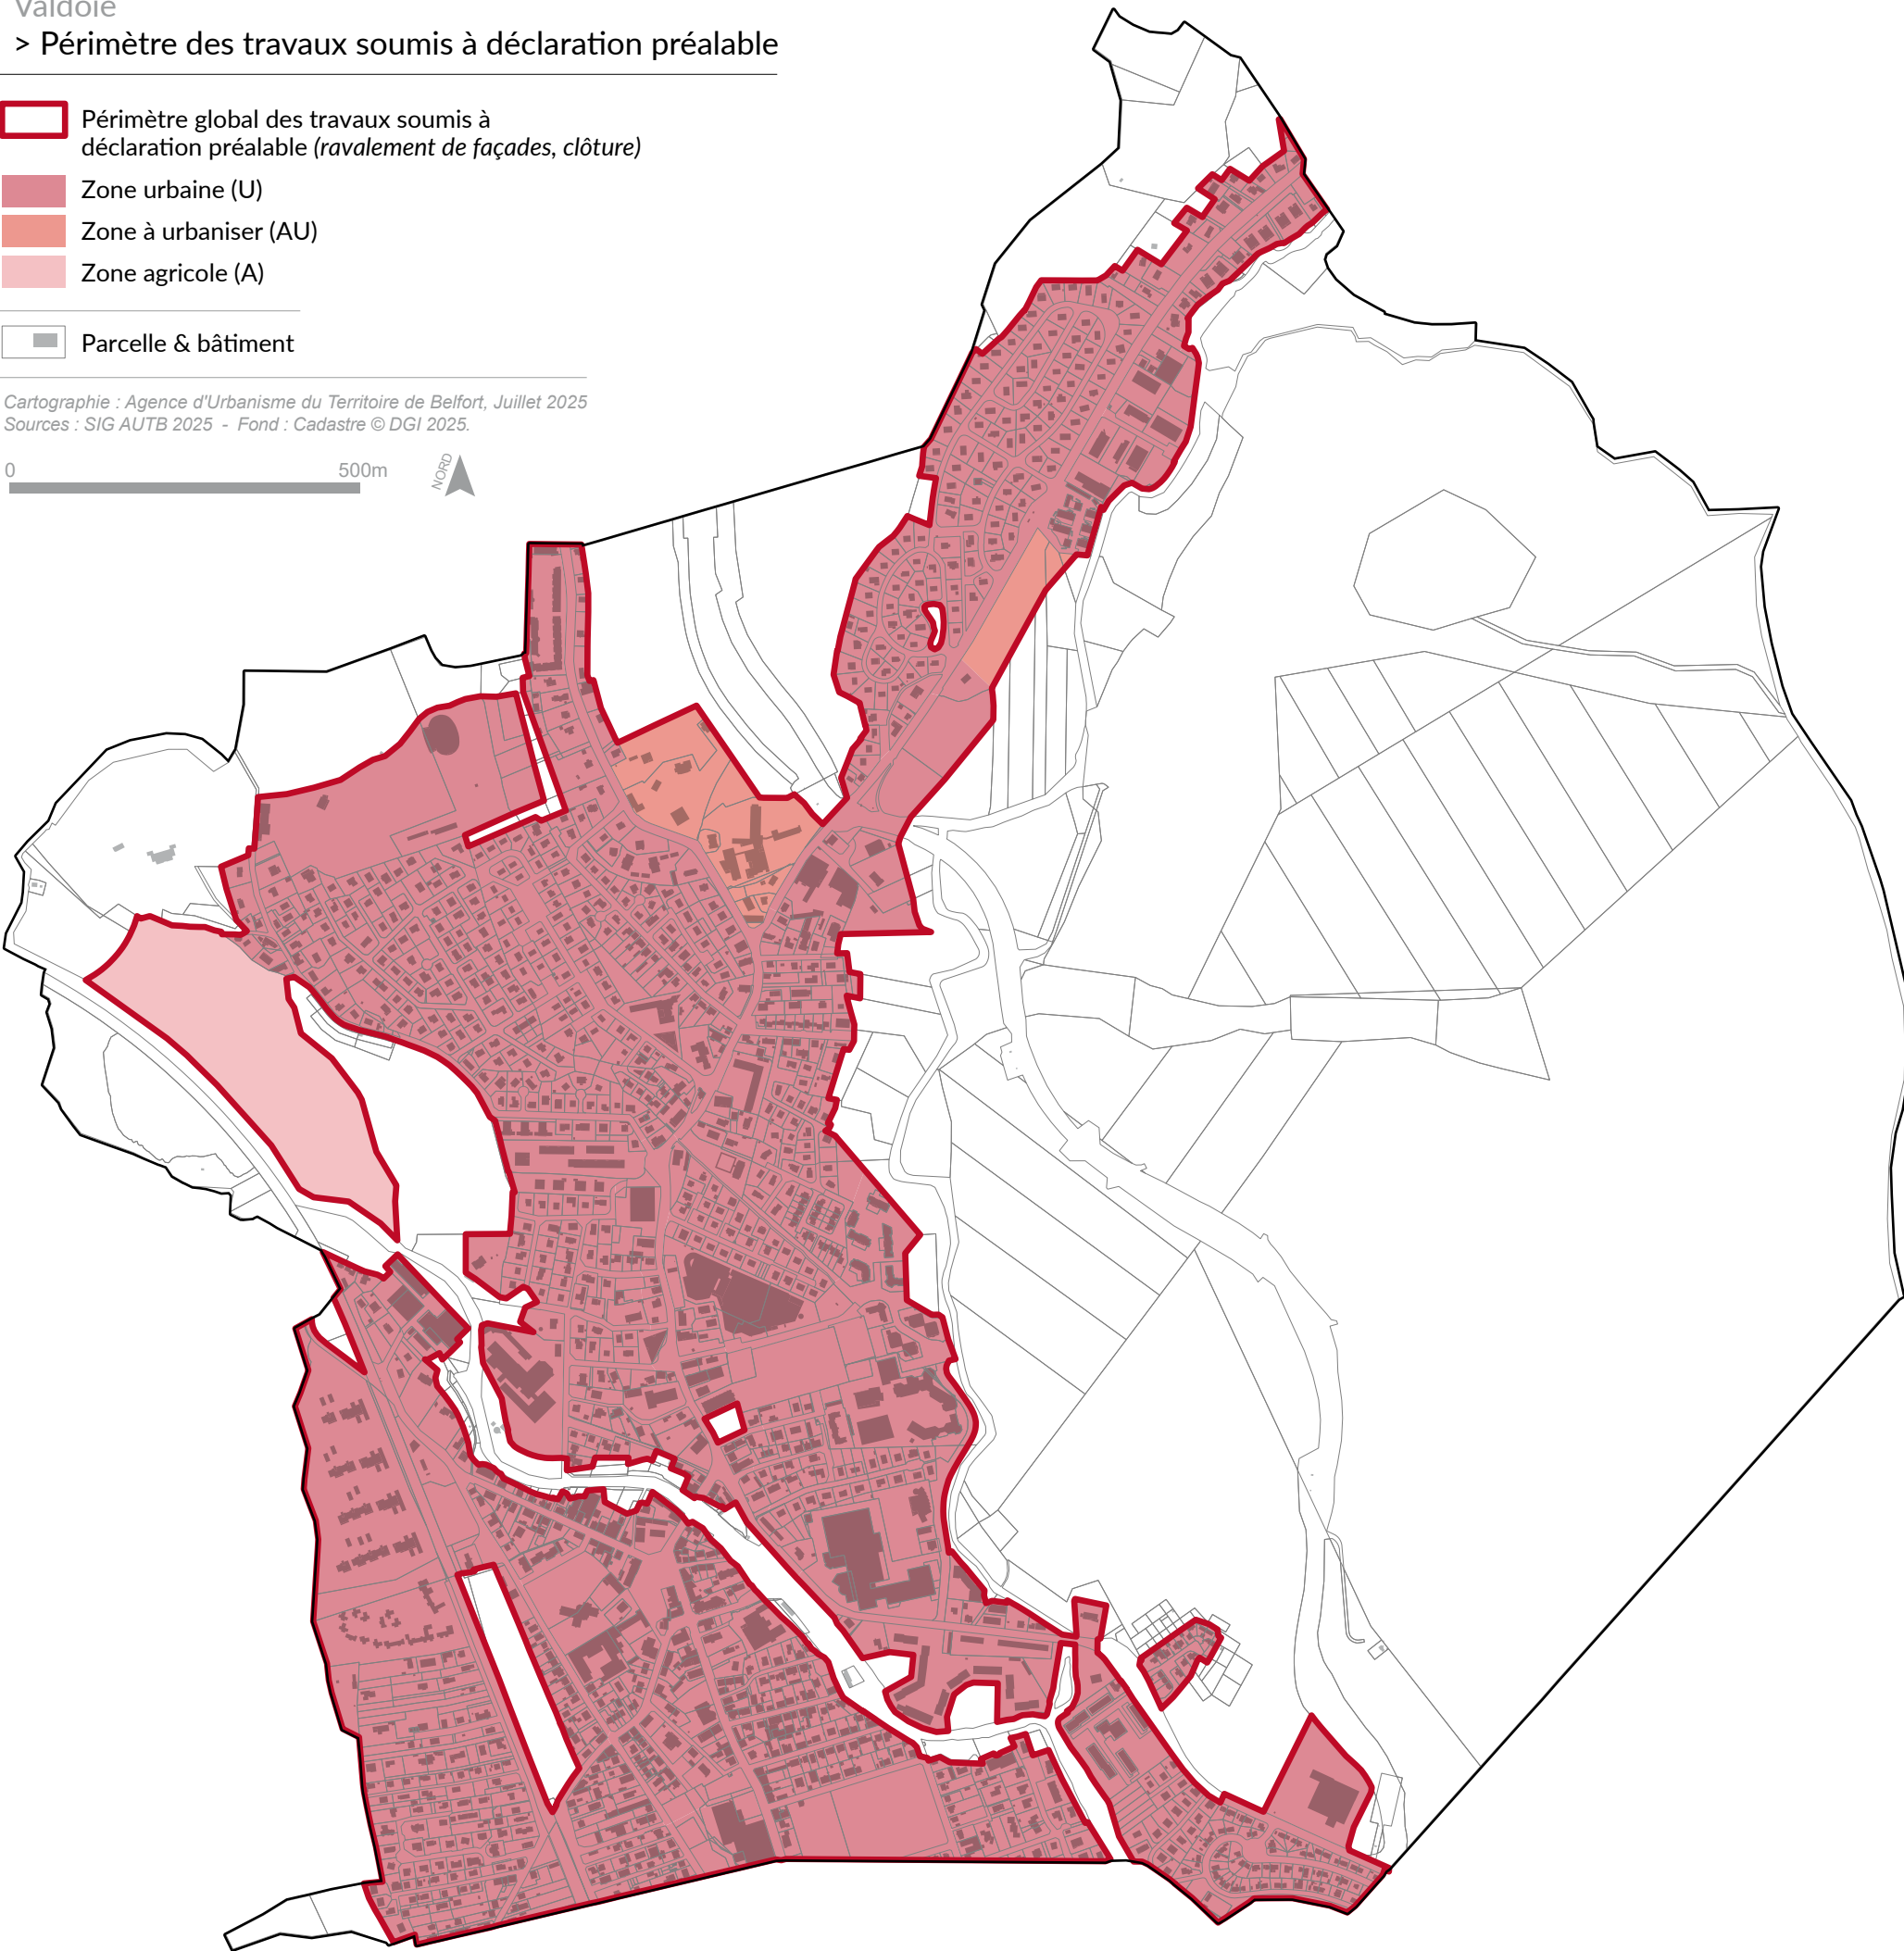 Valdoie
> Périmètre des travaux soumis à déclaration préalable
Périmètre global des travaux soumis à
déclaration préalable (ravalement de façades, clôture)
Zone urbaine (U)
Zone à urbaniser (AU)
Zone agricole (A)
Parcelle & bâtiment
Cartographie : Agence d'Urbanisme du Territoire de Belfort, Juillet 2025
Sources : SIG AUTB 2025 - Fond : Cadastre © DGI 2025.
0 500m
NORD